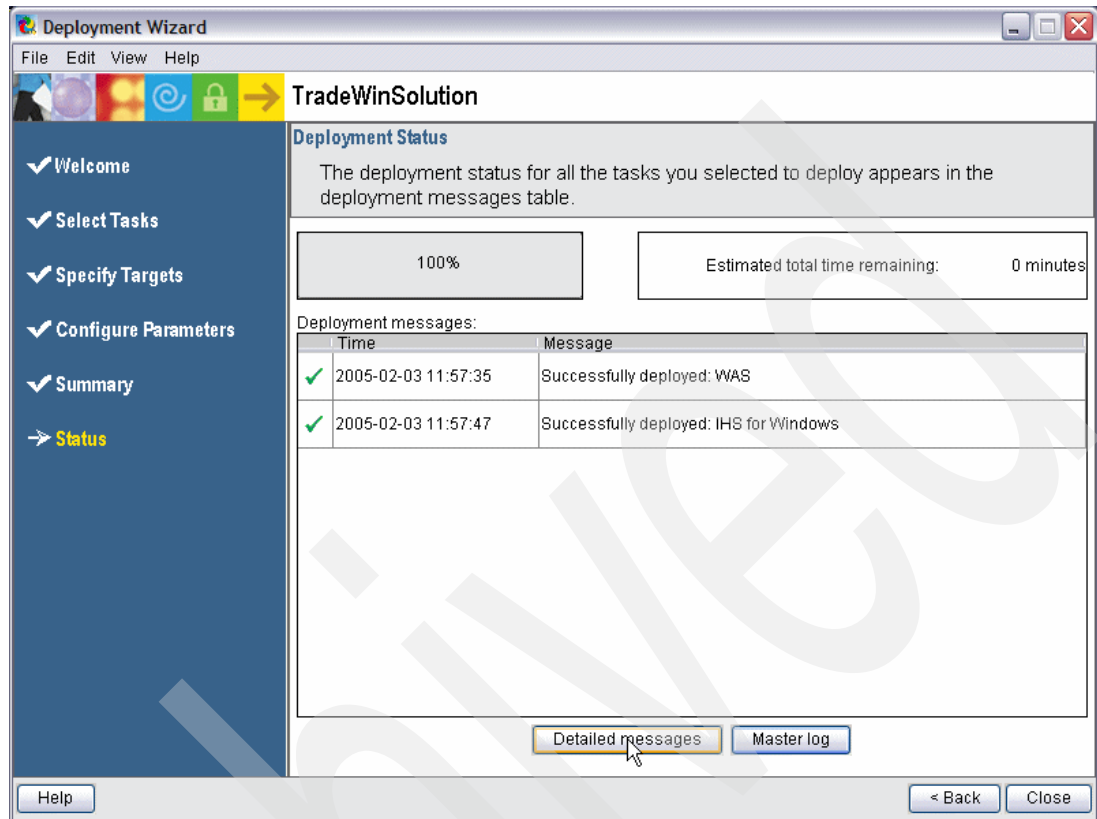 Deployment Wizard
File Edit View Help
TradeWinSolution
Welcome
Select Tasks
Specify Targets
Configure Parameters
Summary
Status
Deployment Status
The deployment status for all the tasks you selected to deploy appears in the
deployment messages table.
100%
Estimated total time remaining: 0 minutes
Deployment messages:
Time Message
2005-02-03 11:57:35 Successfully deployed: WAS
2005-02-03 11:57:47 Successfully deployed: IHS for Windows
Detailed messages Master log
Help < Back Close
hived